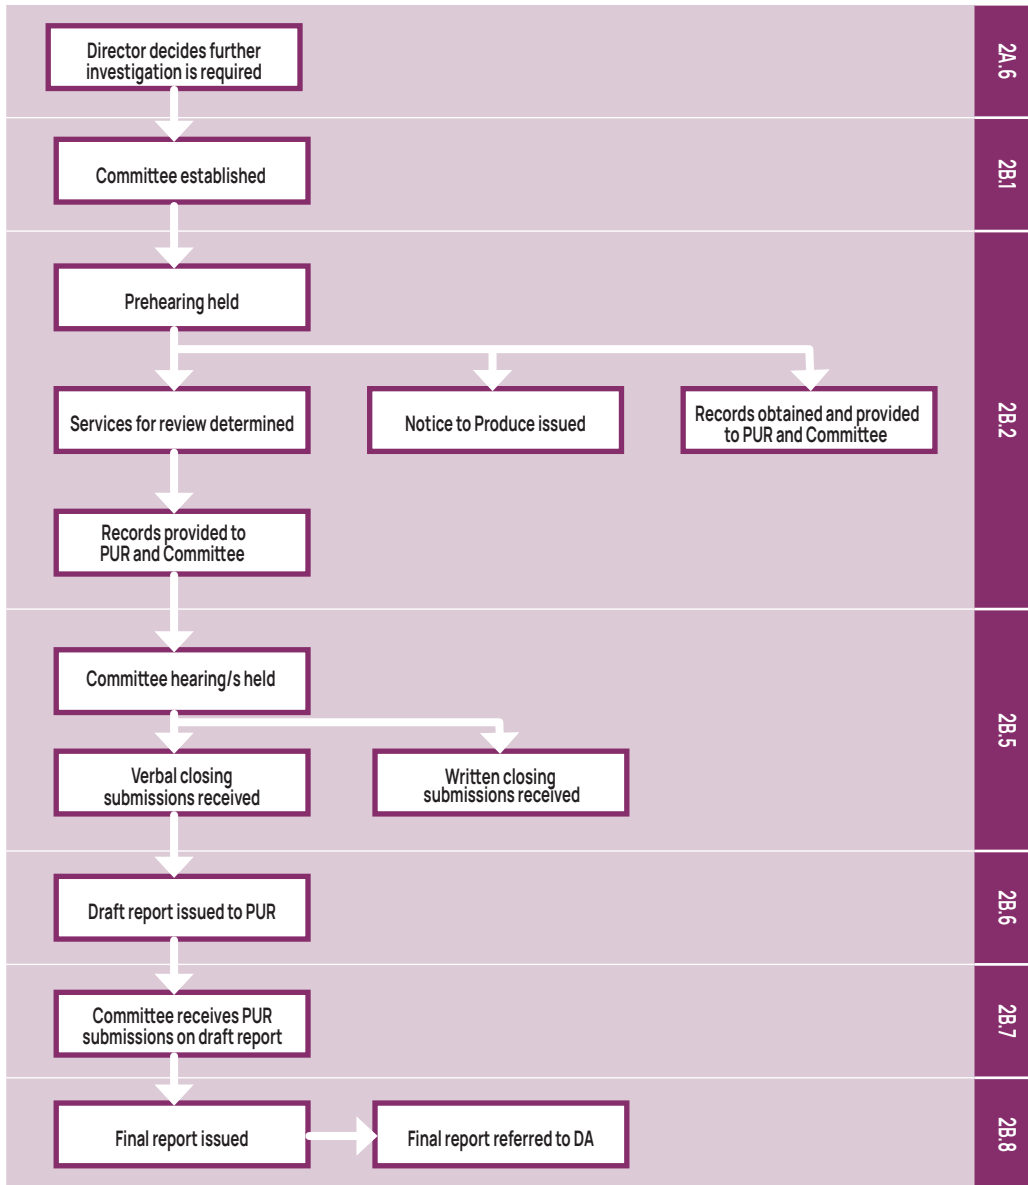 Director decides further
investigation is required
2A.6
Committee established
2B.1
Prehearing held
Services for review determined
Notice to Produce issued
Records obtained and provided
to PUR and Committee
Records provided to
PUR and Committee
2B.2
Committee hearing/s held
Verbal closing
submissions received
Written closing
submissions received
2B.5
Draft report issued to PUR
2B.6
Committee receives PUR
submissions on draft report
2B.7
Final report issued
Final report referred to DA
2B.8